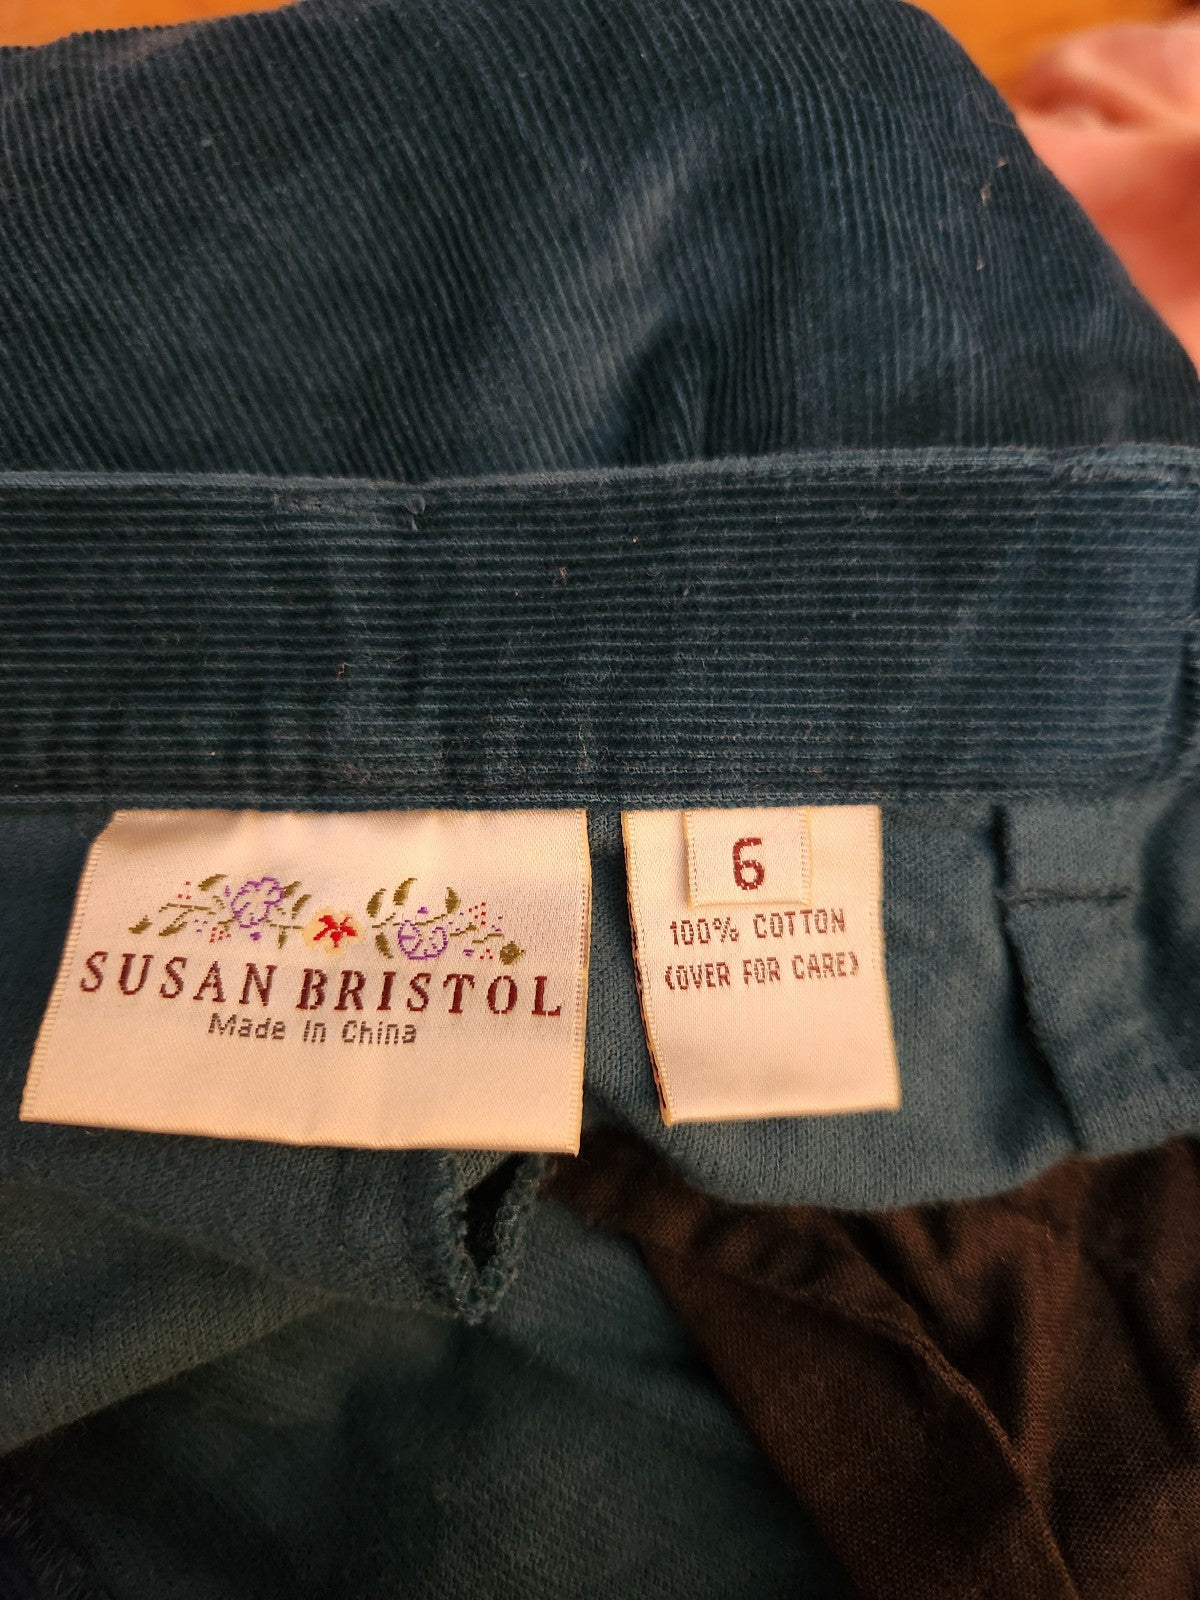 SUSAN BRISTOL
Made In China
6
100% COTTON
(OVER FOR CARE)